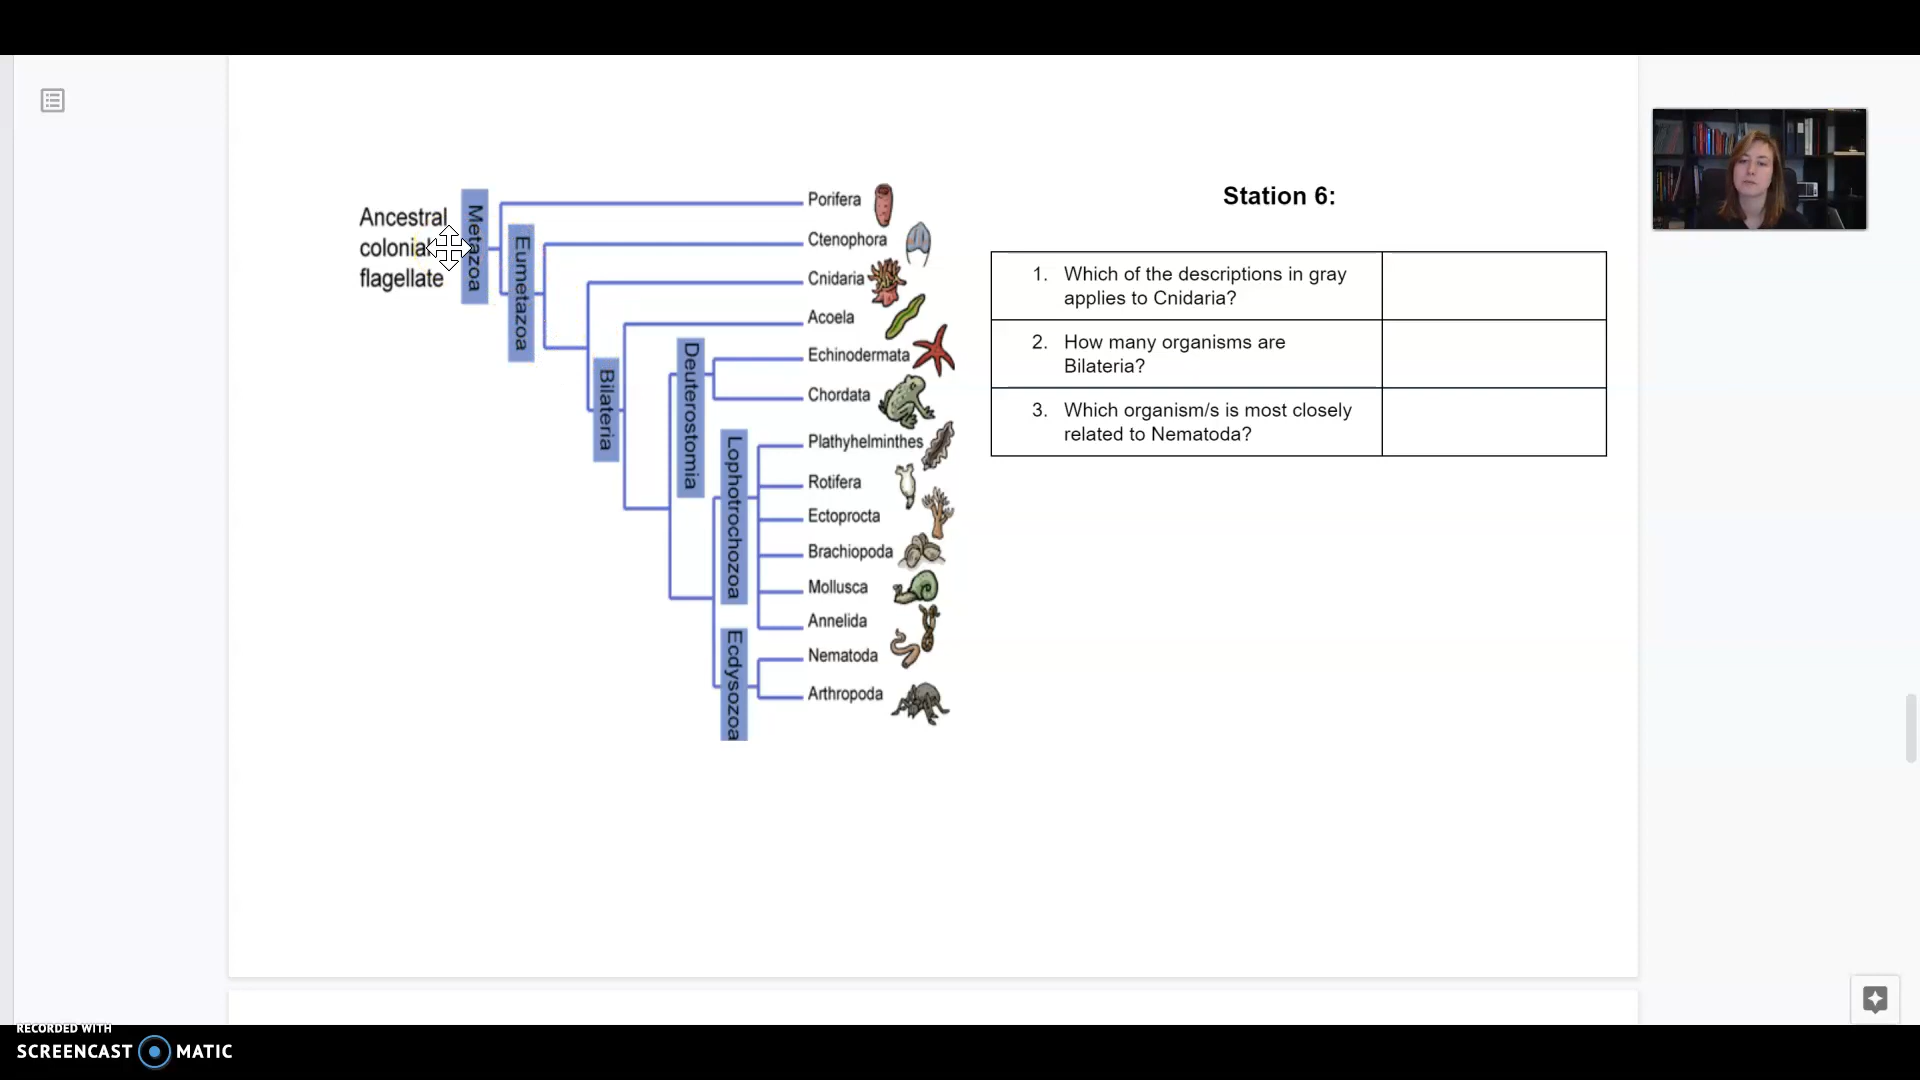 Ancestral
colonial
flagellate
Metazoa
Eumetazoa
Bilateria
Deuterostomia
Lophotrochozoa
Ecdysozoa
Porifera
Ctenophora
Cnidaria
Acoela
Echinodermata
Chordata
Plathyhelminthes
Rotifera
Ectoprocta
Brachiopoda
Mollusca
Annelida
Nematoda
Arthropoda
Station 6:
1. Which of the descriptions in gray
applies to Cnidaria?
2. How many organisms are
Bilateria?
3. Which organism/s is most closely
related to Nematoda?
RECORDED WITH
SCREENCAST MATIC